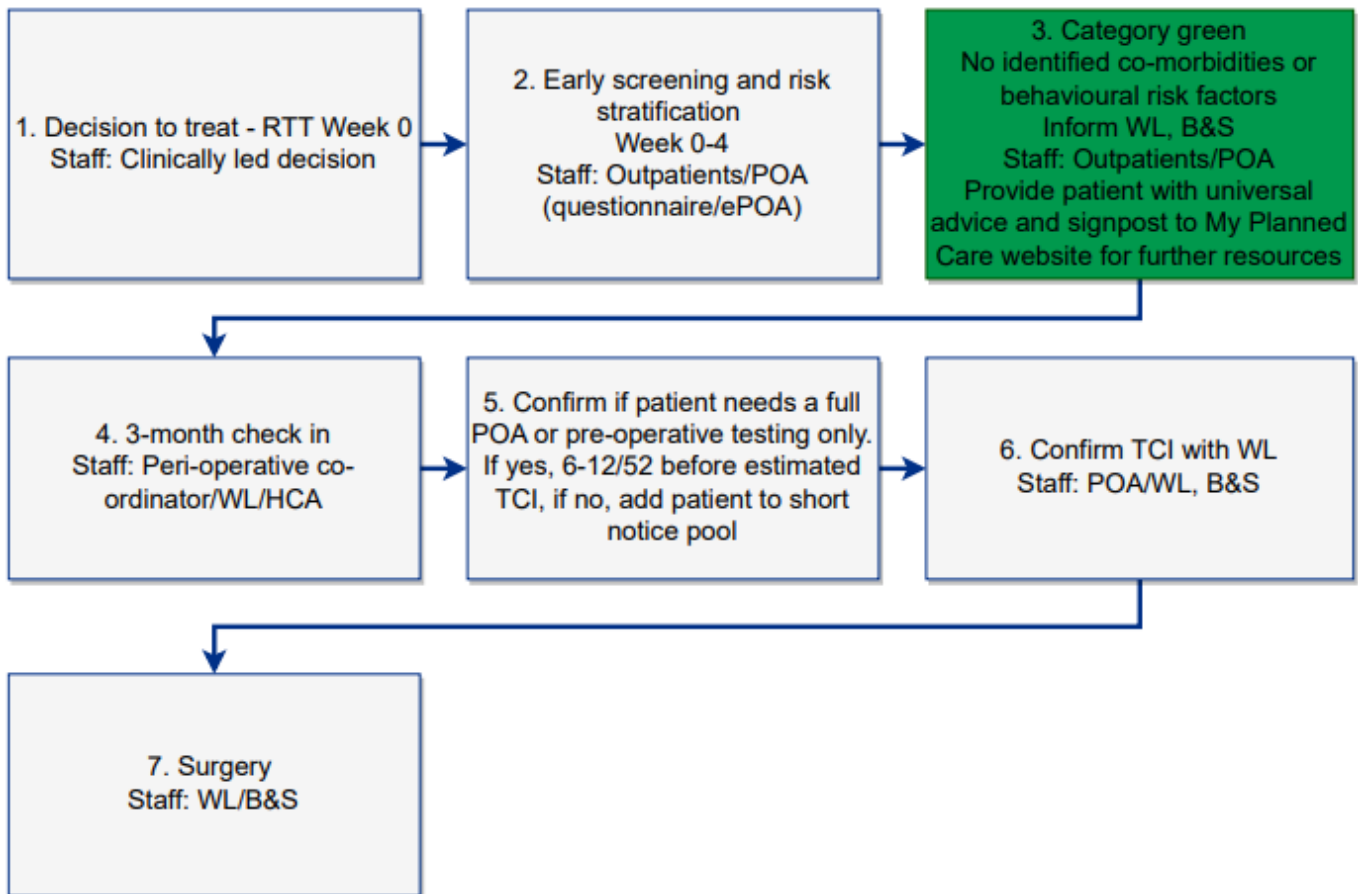 1. Decision to treat - RTT Week 0
Staff: Clinically led decision
2. Early screening and risk
stratification
Week 0-4
Staff: Outpatients/POA
(questionnaire/ePOA)
3. Category green
No identified co-morbidities or
behavioural risk factors
Inform WL, B&S
Staff: Outpatients/POA
Provide patient with universal
advice and signpost to My Planned
Care website for further resources
4. 3-month check in
Staff: Peri-operative co-
ordinator/WL/HCA
5. Confirm if patient needs a full
POA or pre-operative testing only.
If yes, 6-12/52 before estimated
TCI, if no, add patient to short
notice pool
6. Confirm TCI with WL
Staff: POA/WL, B&S
7. Surgery
Staff: WL/B&S